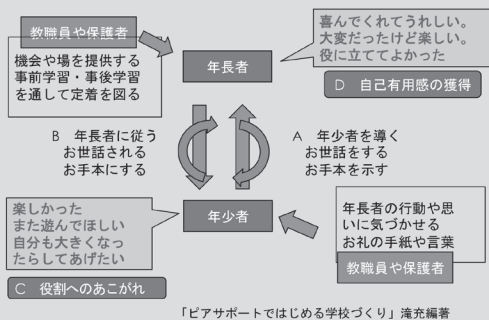 教職員や保護者
機会や場を提供する
事前学習・事後学習
を通して定着を図る
年長者
喜んでくれてうれしい。
大変だったけど楽しい。
役に立ててよかった
D 自己有用感の獲得
B 年長者に従う
お世話される
お手本にする
A 年少者を導く
お世話をする
お手本を示す
楽しかった
また遊んでほしい
自分も大きくなっ
たらしてあげたい
C 役割へのあこがれ
年少者
年長者の行動や思
いに気づかせる
お礼の手紙や言葉
教職員や保護者
「ピアサポートではじめる学校づくり」滝充編著